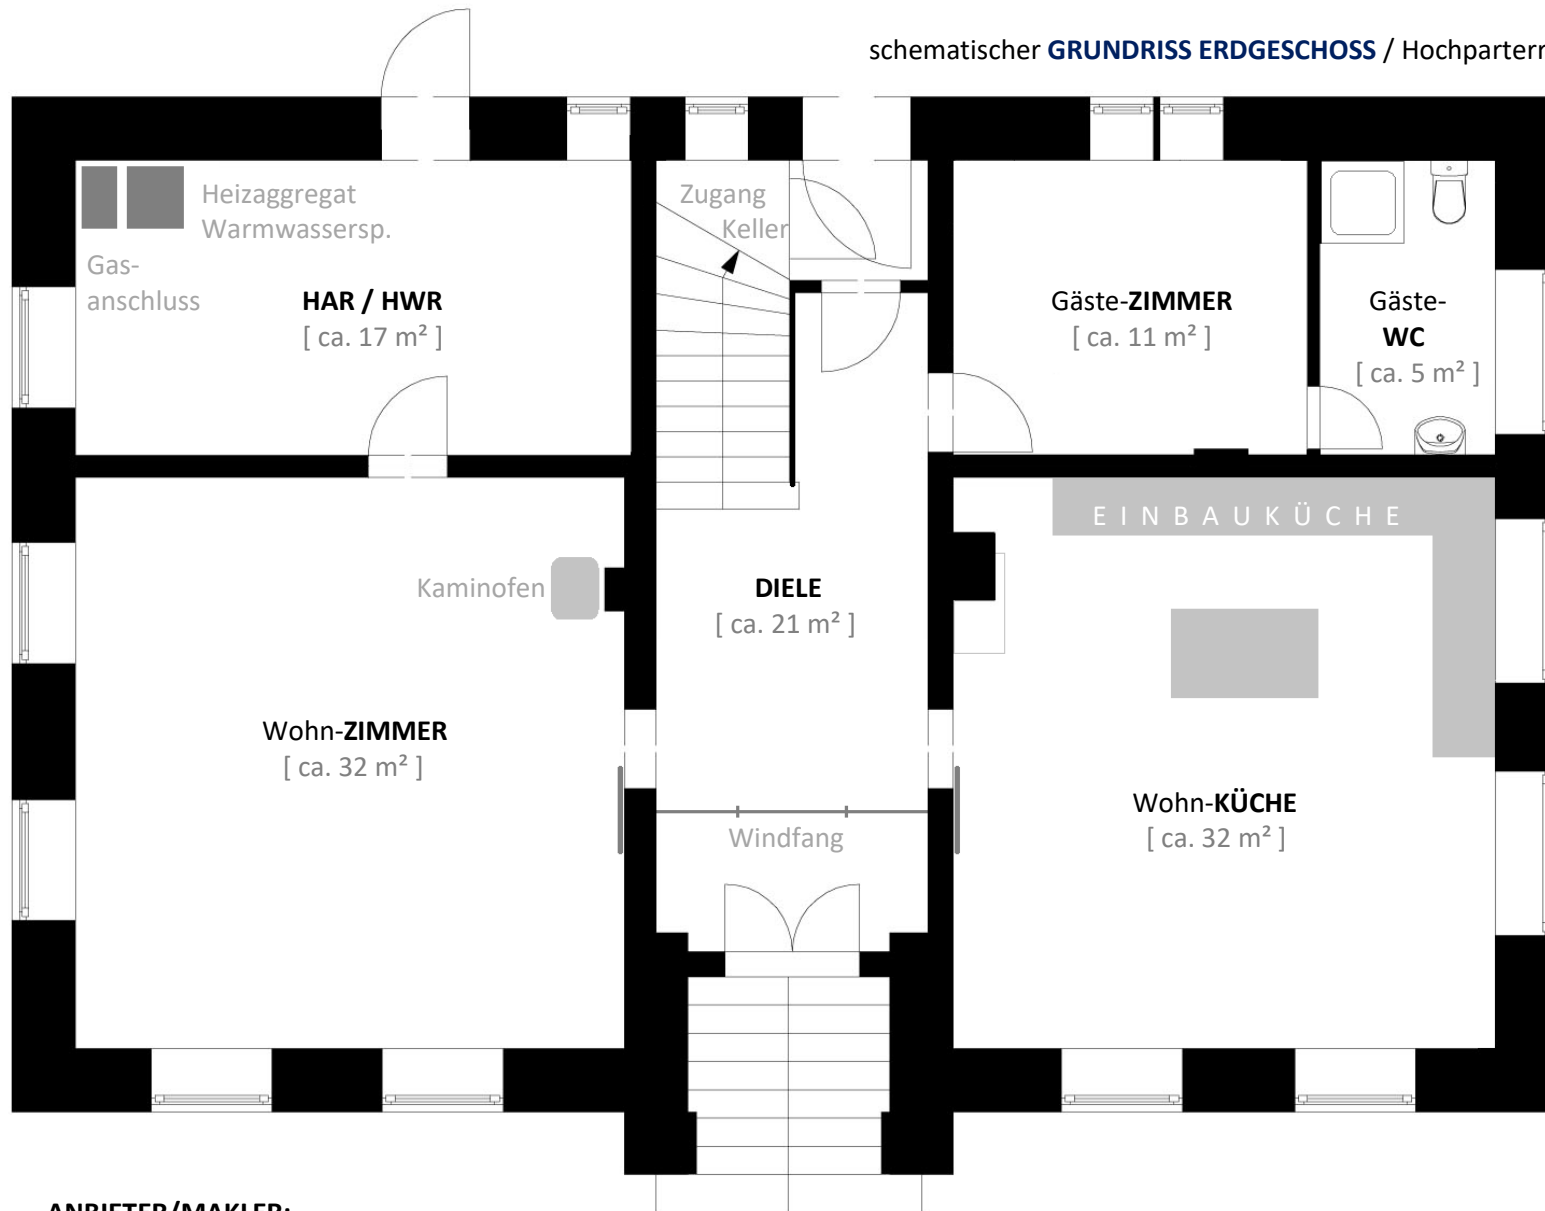 schematischer GRUNDRISS ERDGESCHOSS / Hochparterr
Heizaggregat
Warmwassersp.
Gas-
anschluss
HAR / HWR
[ ca. 17 m² ]
Zugang
Keller
Gäste-ZIMMER
[ ca. 11 m² ]
Gäste-
WC
[ ca. 5 m² ]
EINBAUKÜCHE
Kaminofen
DIELE
[ ca. 21 m² ]
Wohn-ZIMMER
[ ca. 32 m² ]
Wohn-KÜCHE
[ ca. 32 m² ]
Windfang
ANBIETER/MAKLER: